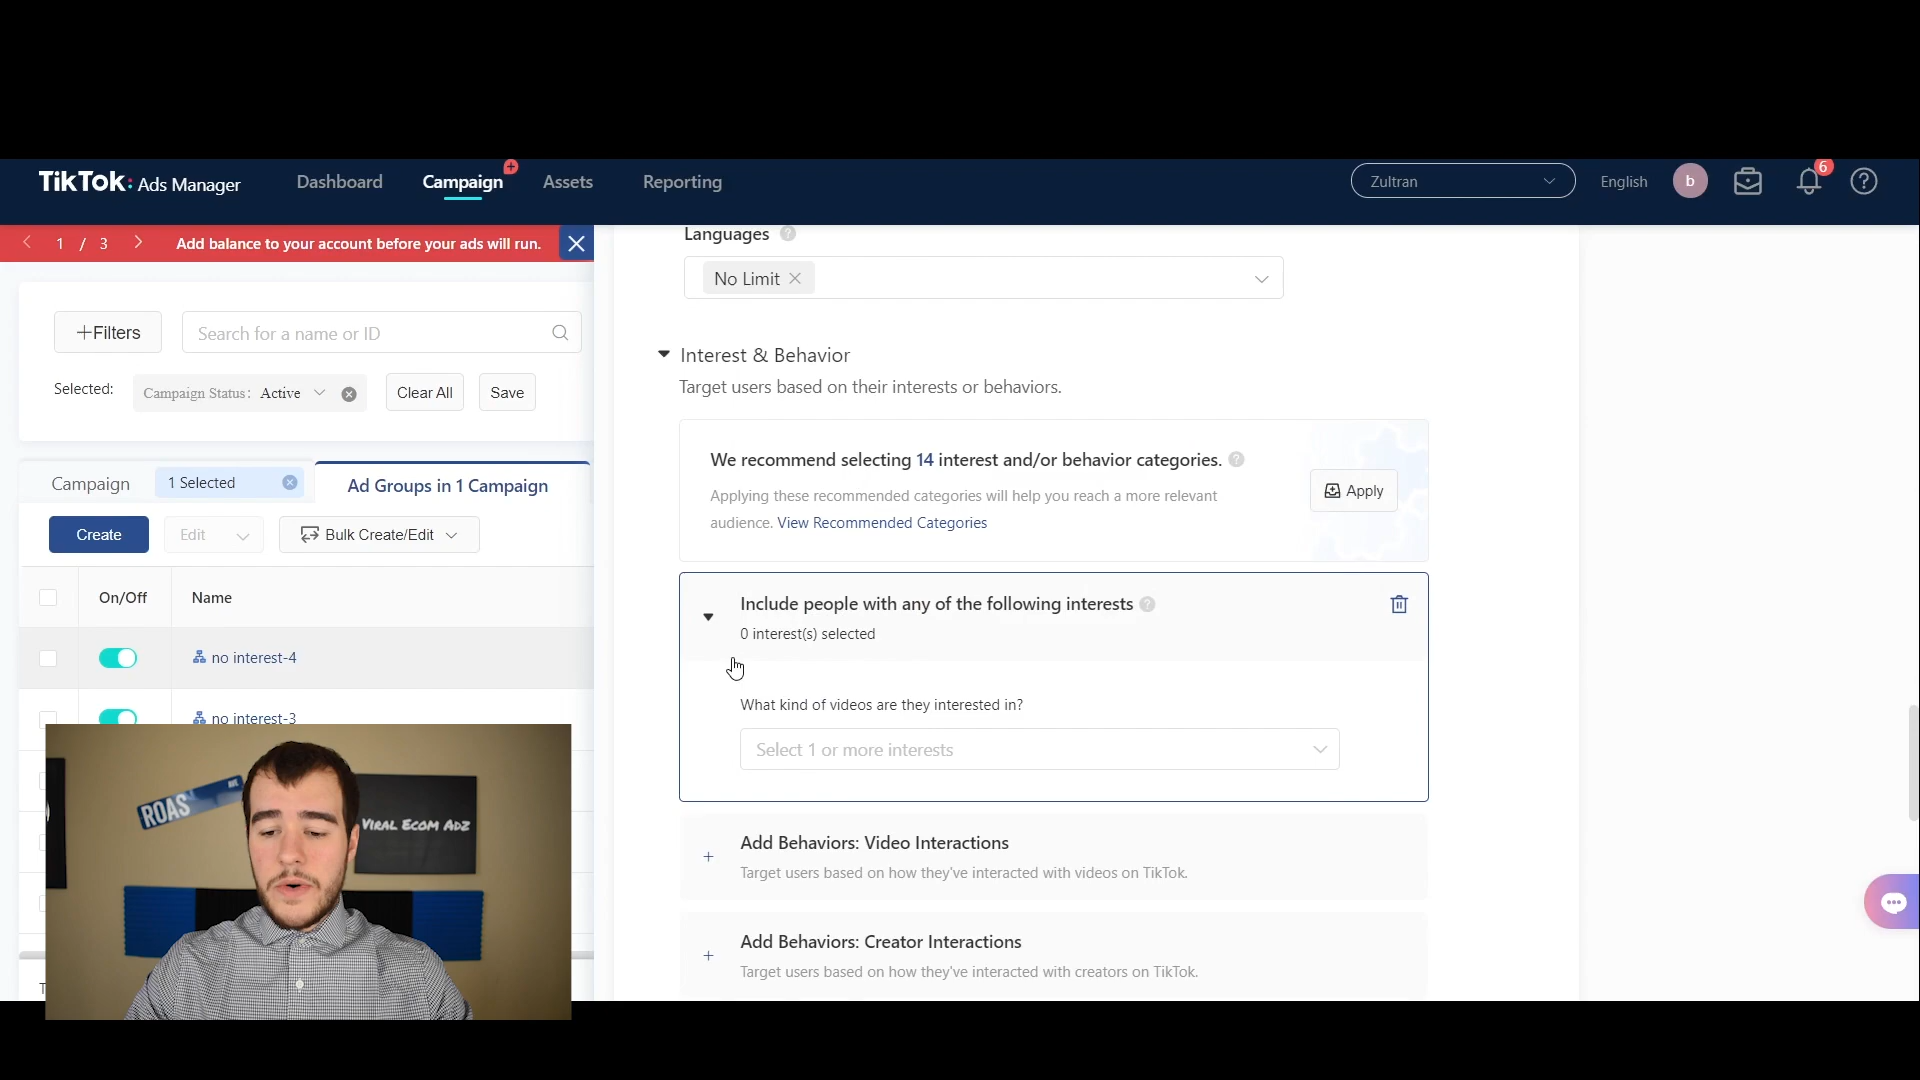 TikTok: Ads Manager
Dashboard
Campaign
Assets
Reporting
Zultran
English
b
6
1 / 3
Add balance to your account before your ads will run.
+Filters
Search for a name or ID
Selected:
Campaign Status: Active
Clear All
Save
Campaign
1 Selected
Ad Groups in 1 Campaign
Create
Edit
Bulk Create/Edit
On/Off
Name
no interest-4
no interest-3
ROAS AVE
VIRAL ECOM ADZ
Languages
No Limit
Interest & Behavior
Target users based on their interests or behaviors.
We recommend selecting 14 interest and/or behavior categories.
Applying these recommended categories will help you reach a more relevant
audience. View Recommended Categories
Apply
Include people with any of the following interests
0 interest(s) selected
What kind of videos are they interested in?
Select 1 or more interests
Add Behaviors: Video Interactions
Target users based on how they've interacted with videos on TikTok.
Add Behaviors: Creator Interactions
Target users based on how they've interacted with creators on TikTok.